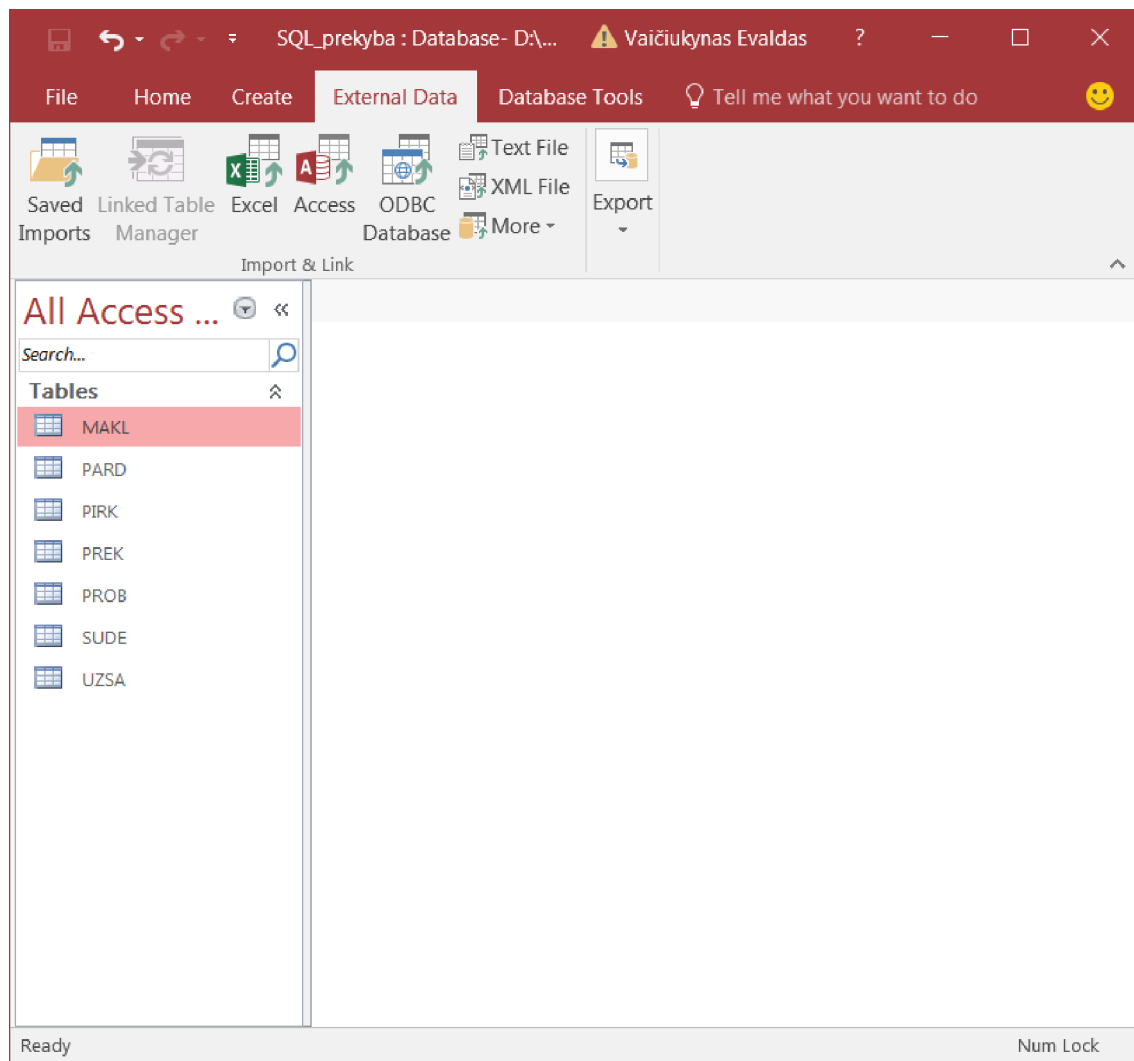 SQL_prekyba : Database- D:\... Vaičiukynas Evaldas ?
File Home Create External Data Database Tools Tell me what you want to do
Saved Imports
Linked Table Manager
Excel
Access
ODBC Database
Text File
XML File
More
Export
Import & Link
All Access ...
Search...
Tables
MAKL
PARD
PIRK
PREK
PROB
SUDE
UZSA
Ready Num Lock